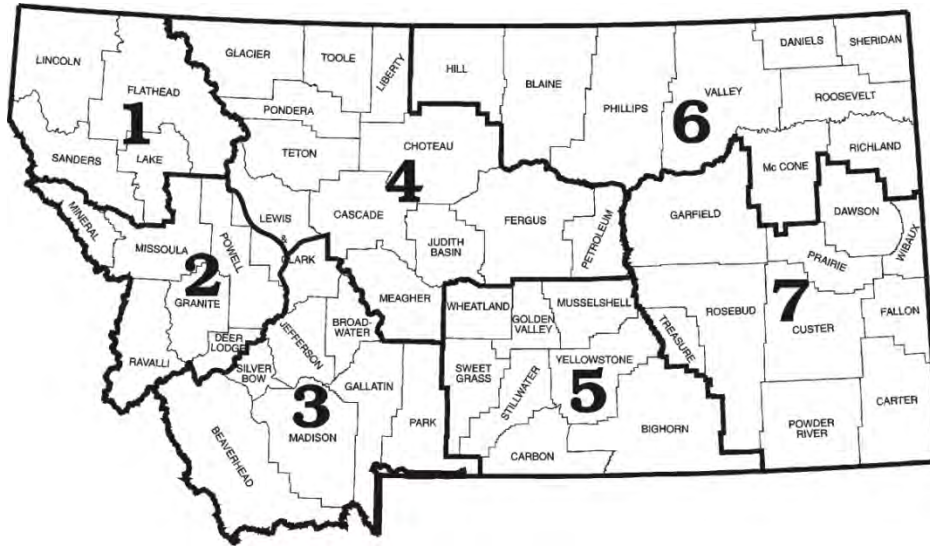 LINCOLN
FLATHEAD
1
SANDERS
LAKE
GLACIER
TOOLE
LIBERTY
PONDERA
TETON
CHOTEAU
4
LEWIS
&
CLARK
CASCADE
JUDITH
BASIN
FERGUS
PETROLEUM
MEAGHER
HILL
BLAINE
PHILLIPS
VALLEY
6
DANIELS
SHERIDAN
ROOSEVELT
RICHLAND
Mc CONE
MINERAL
MISSOULA
POWELL
2
GRANITE
DEER
LODGE
RAVALLI
SILVER
BOW
JEFFERSON
BROAD-
WATER
GALLATIN
3
MADISON
PARK
BEAVERHEAD
WHEATLAND
GOLDEN
VALLEY
MUSSELSHELL
SWEET
GRASS
STILLWATER
YELLOWSTONE
5
CARBON
BIGHORN
GARFIELD
DAWSON
WIBAUX
PRAIRIE
7
ROSEBUD
TREASURE
CUSTER
FALLON
POWDER
RIVER
CARTER